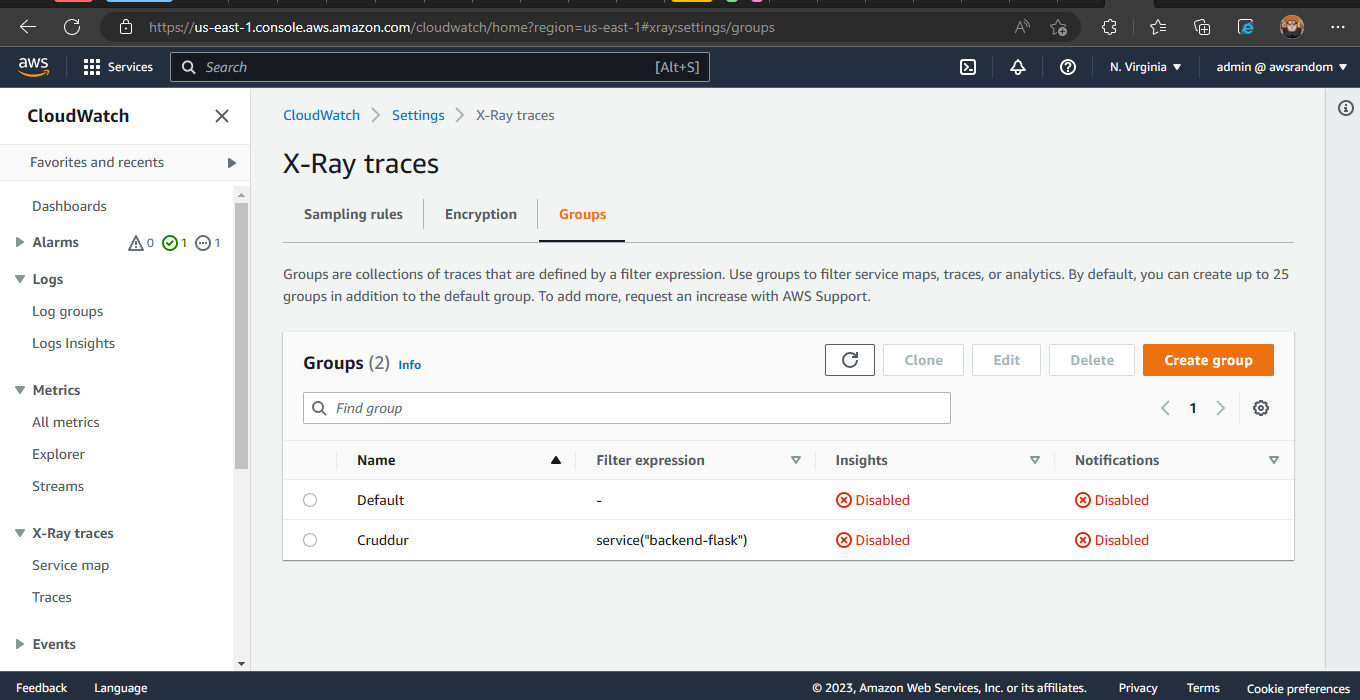 https://us-east-1.console.aws.amazon.com/cloudwatch/home?region=us-east-1#xray:settings/groups
aws
Services
Search
[Alt+S]
N. Virginia
admin @ awsrandom
CloudWatch
Favorites and recents
Dashboards
Alarms 0 1 1
Logs
Log groups
Logs Insights
Metrics
All metrics
Explorer
Streams
X-Ray traces
Service map
Traces
Events
CloudWatch > Settings > X-Ray traces
X-Ray traces
Sampling rules
Encryption
Groups
Groups are collections of traces that are defined by a filter expression. Use groups to filter service maps, traces, or analytics. By default, you can create up to 25
groups in addition to the default group. To add more, request an increase with AWS Support.
Groups (2) Info
Clone
Edit
Delete
Create group
Find group
1
Name Filter expression Insights Notifications
Default - Disabled Disabled
Cruddur service("backend-flask") Disabled Disabled
Feedback Language © 2023, Amazon Web Services, Inc. or its affiliates. Privacy Terms Cookie preferences